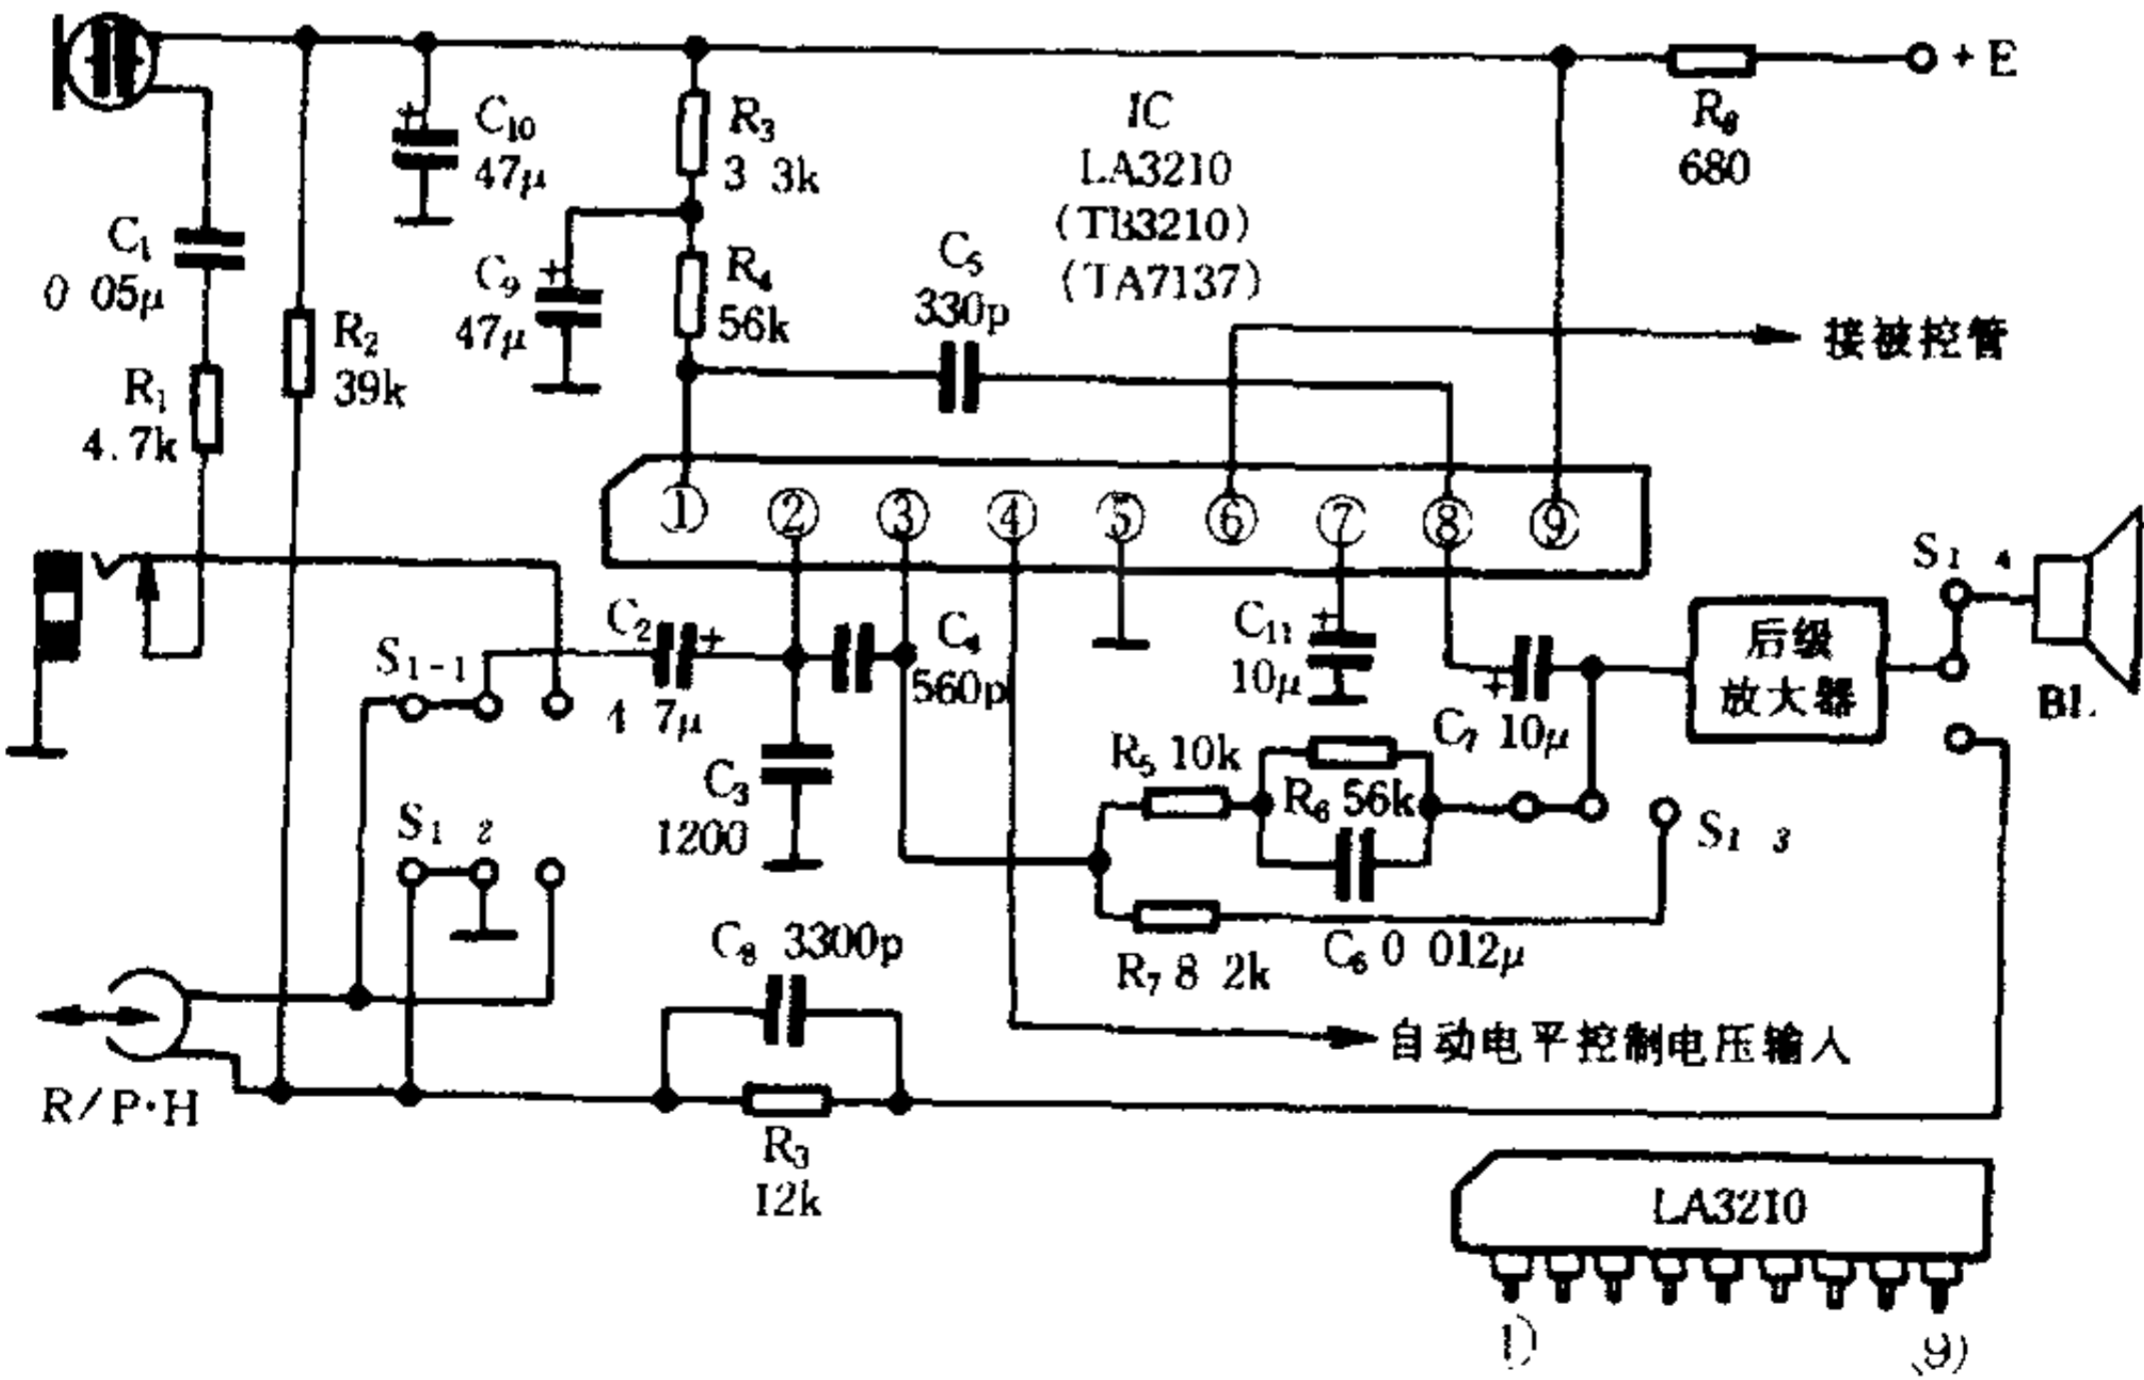 + E
C10
47μ
R3
3 3k
IC
LA3210
(TB3210)
(TA7137)
R8
680
C1
0 05μ
C9
47μ
R4
56k
C5
330p
接被控管
R2
39k
R1
4.7k
① ② ③ ④ ⑤ ⑥ ⑦ ⑧ ⑨
S1 4
C2
4 7μ
C4
560p
C11
10μ
后级
放大器
BL
S1-1
C7 10μ
R5 10k
R6 56k
C3
1200
S1 2
S1 3
C8 3300p
C6 0 012μ
R7 8 2k
自动电平控制电压输入
R/P·H
R3
12k
LA3210
1)
9)